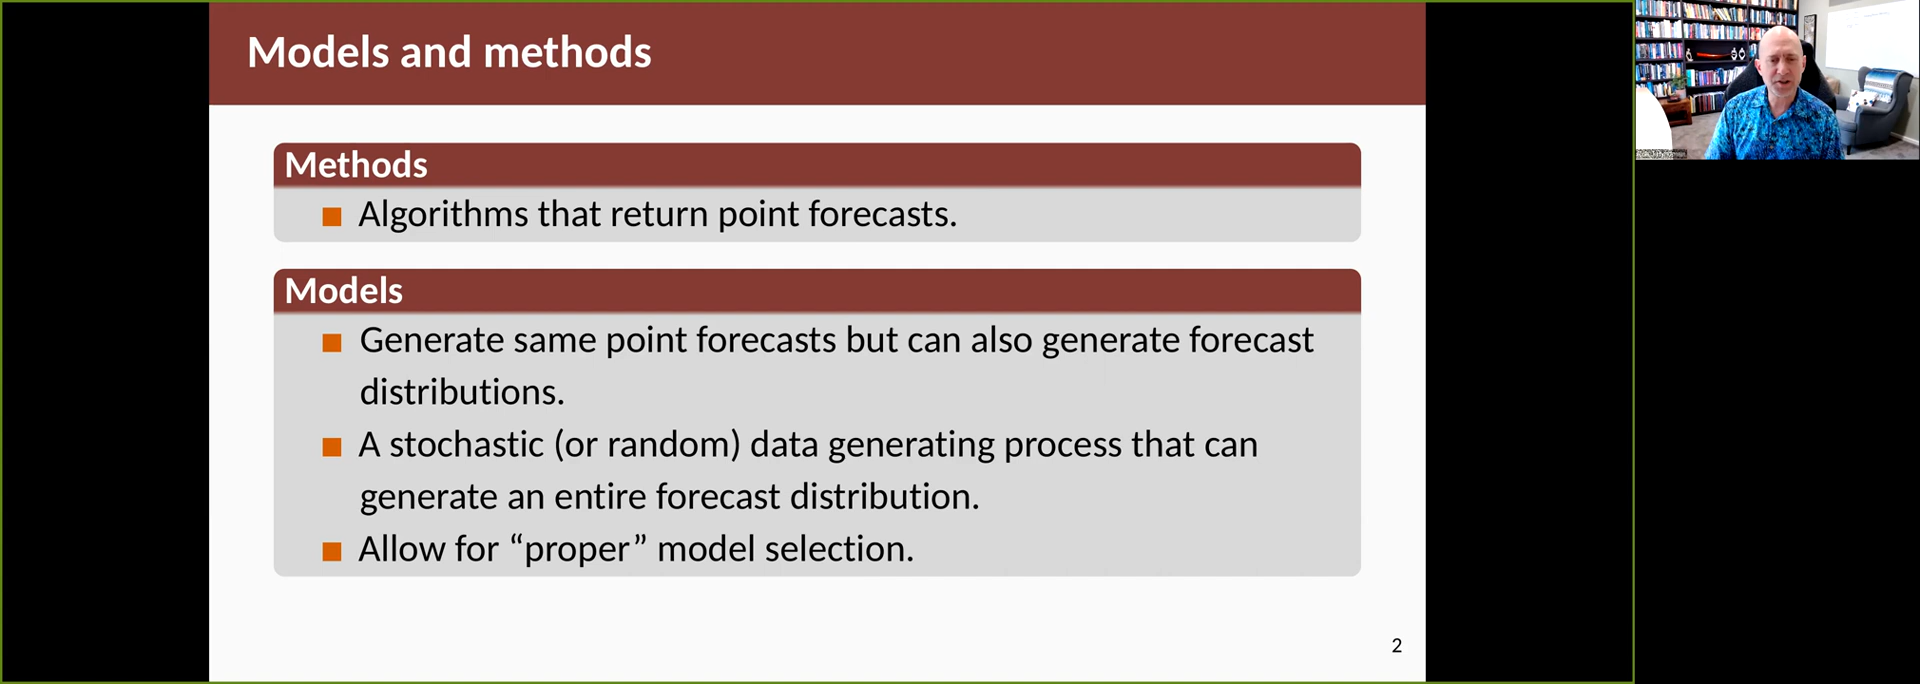 Models and methods
Methods
Algorithms that return point forecasts.
Models
Generate same point forecasts but can also generate forecast
distributions.
A stochastic (or random) data generating process that can
generate an entire forecast distribution.
Allow for “proper” model selection.
2